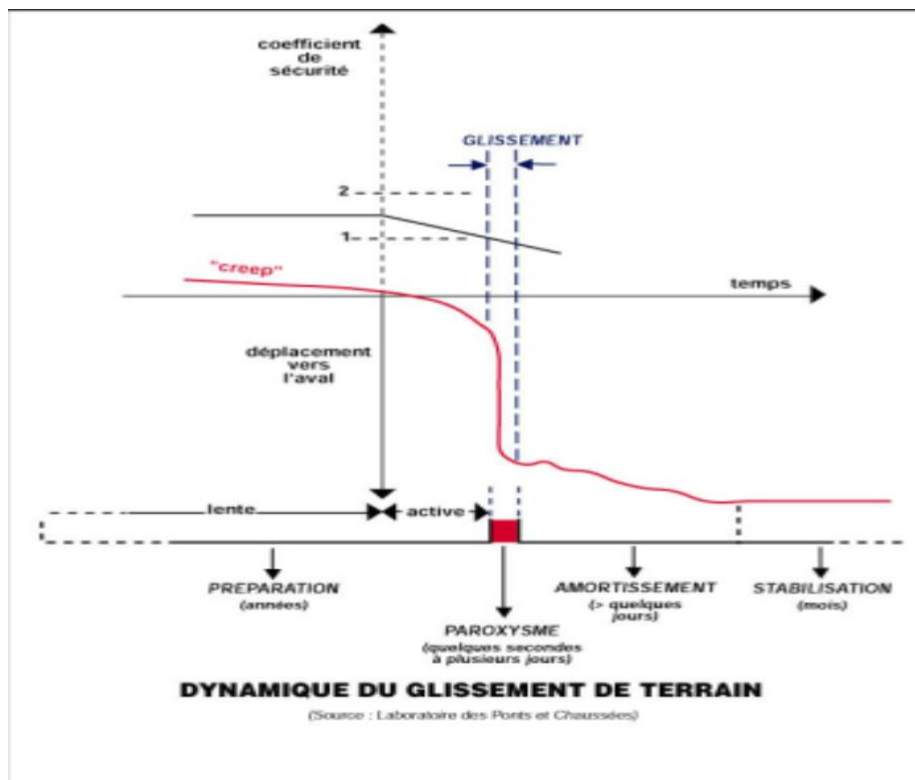 coefficient
de
sécurité
GLISSEMENT
2
1
"creep"
temps
déplacement
vers
l'aval
lente
active
PREPARATION
(années)
AMORTISSEMENT
(> quelques
jours)
STABILISATION
(mois)
PAROXYSME
(quelques secondes
à plusieurs jours)
DYNAMIQUE DU GLISSEMENT DE TERRAIN
(Source : Laboratoire des Ponts et Chaussées)